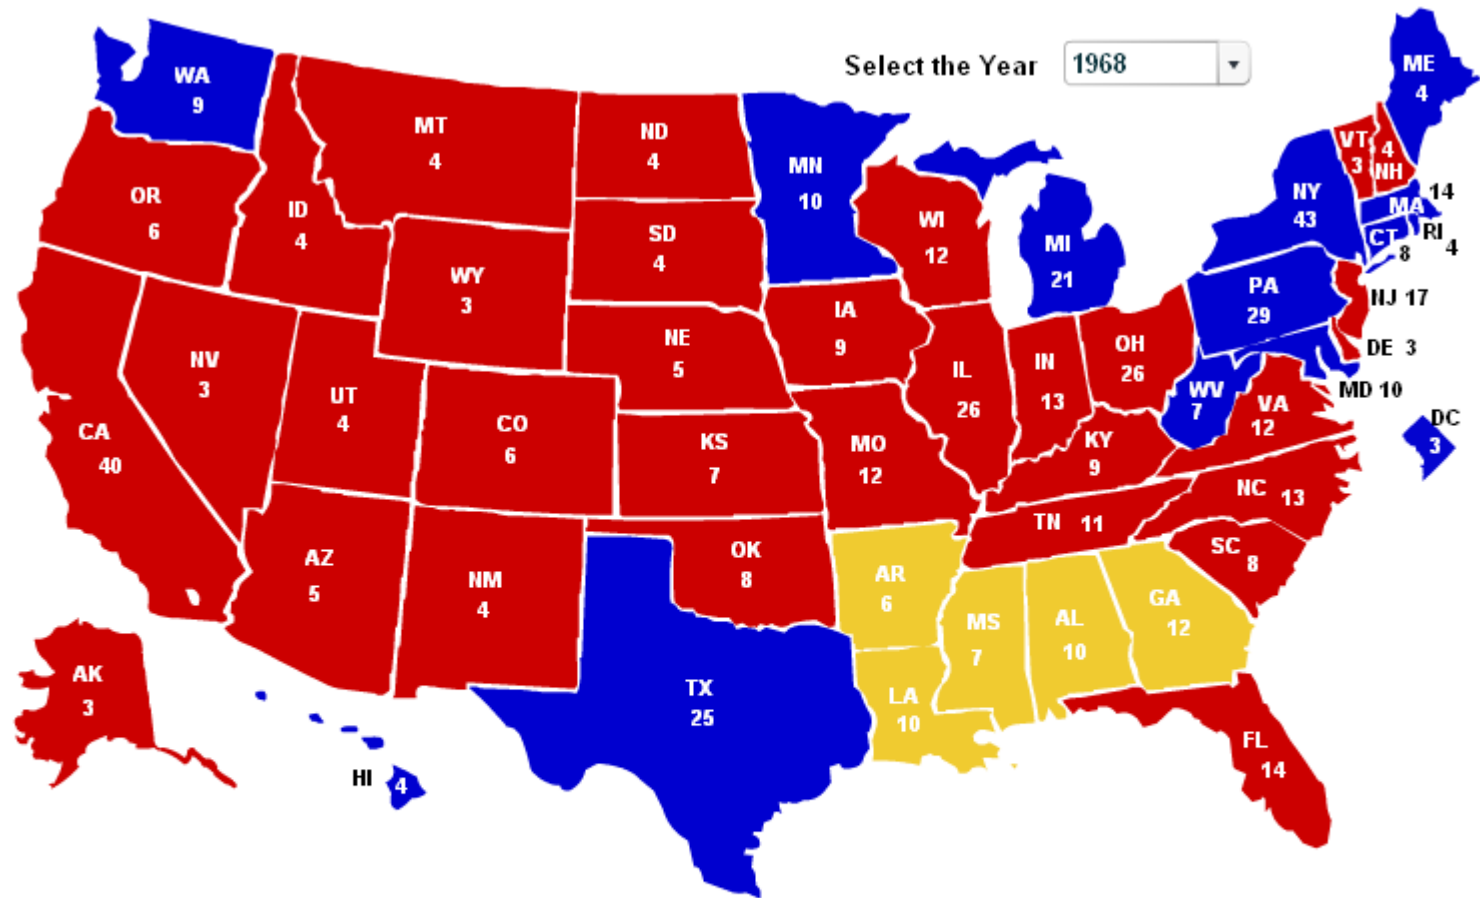 Select the Year 1968
WA
9
OR
6
CA
40
NV
3
ID
4
MT
4
WY
3
UT
4
CO
6
AZ
5
NM
4
ND
4
SD
4
NE
5
KS
7
OK
8
TX
25
MN
10
IA
9
MO
12
AR
6
LA
10
WI
12
IL
26
MI
21
IN
13
OH
26
KY
9
TN 11
MS
7
AL
10
GA
12
FL
14
SC
8
NC 13
VA
12
WV
7
PA
29
NY
43
VT
3
4
NH
ME
4
14
MA
RI
4
CT
8
NJ 17
DE 3
MD 10
DC
3
AK
3
HI 4